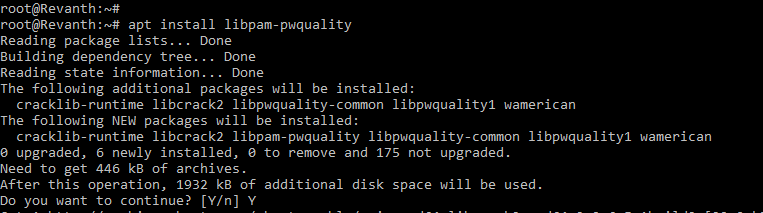 root@Revanth:~#
root@Revanth:~# apt install libpam-pwquality
Reading package lists... Done
Building dependency tree... Done
Reading state information... Done
The following additional packages will be installed:
  cracklib-runtime libcrack2 libpwquality-common libpwquality1 wamerican
The following NEW packages will be installed:
  cracklib-runtime libcrack2 libpam-pwquality libpwquality-common libpwquality1 wamerican
0 upgraded, 6 newly installed, 0 to remove and 175 not upgraded.
Need to get 446 kB of archives.
After this operation, 1932 kB of additional disk space will be used.
Do you want to continue? [Y/n] Y